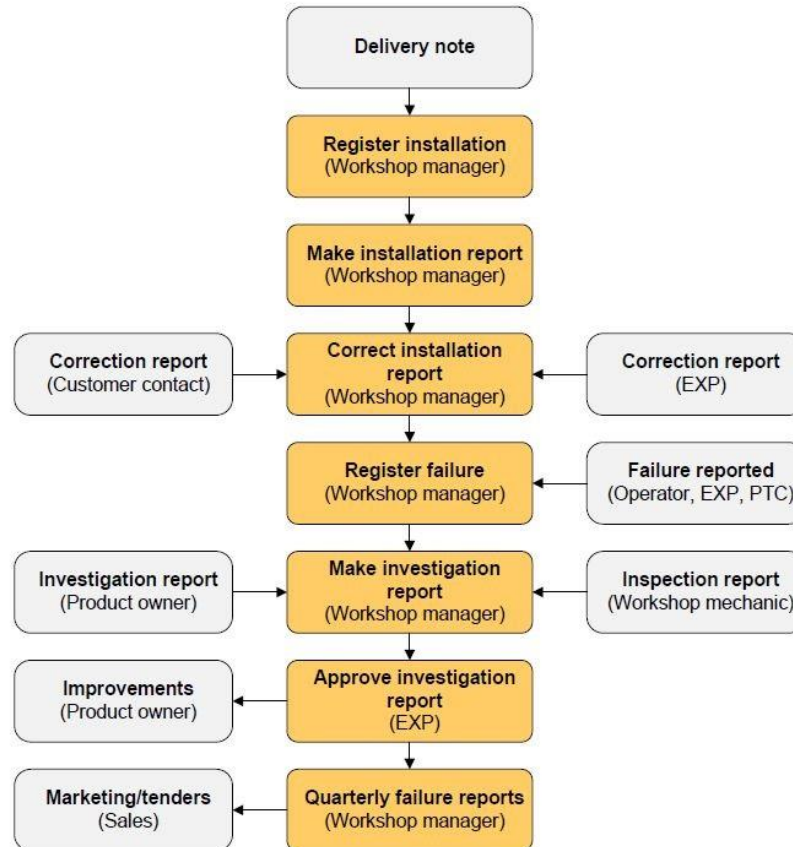 Delivery note
Register installation
(Workshop manager)
Make installation report
(Workshop manager)
Correction report
(Customer contact)
Correct installation
report
(Workshop manager)
Correction report
(EXP)
Register failure
(Workshop manager)
Failure reported
(Operator, EXP, PTC)
Investigation report
(Product owner)
Make investigation
report
(Workshop manager)
Inspection report
(Workshop mechanic)
Improvements
(Product owner)
Approve investigation
report
(EXP)
Marketing/tenders
(Sales)
Quarterly failure reports
(Workshop manager)